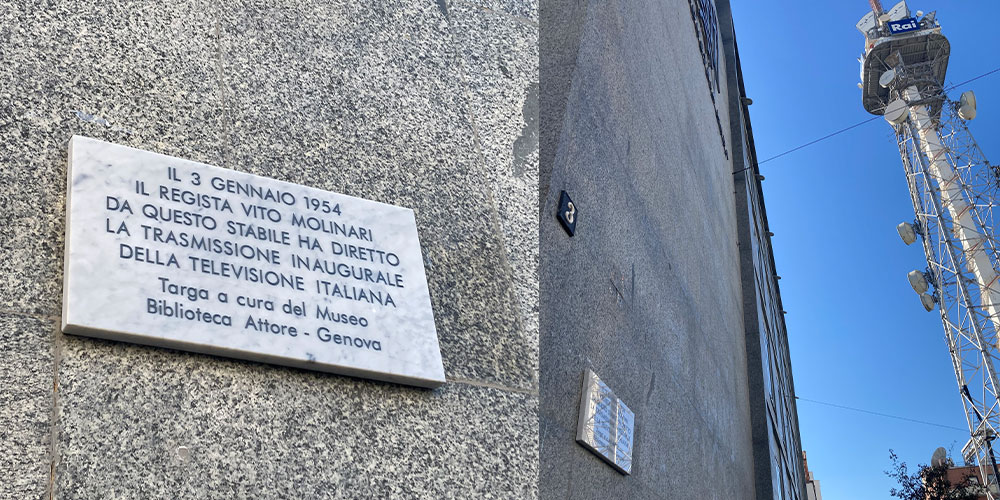 IL 3 GENNAIO 1954
IL REGISTA VITO MOLINARI
DA QUESTO STABILE HA DIRETTO
LA TRASMISSIONE INAUGURALE
DELLA TELEVISIONE ITALIANA
Targa a cura del Museo
Biblioteca Attore - Genova
Rai
3